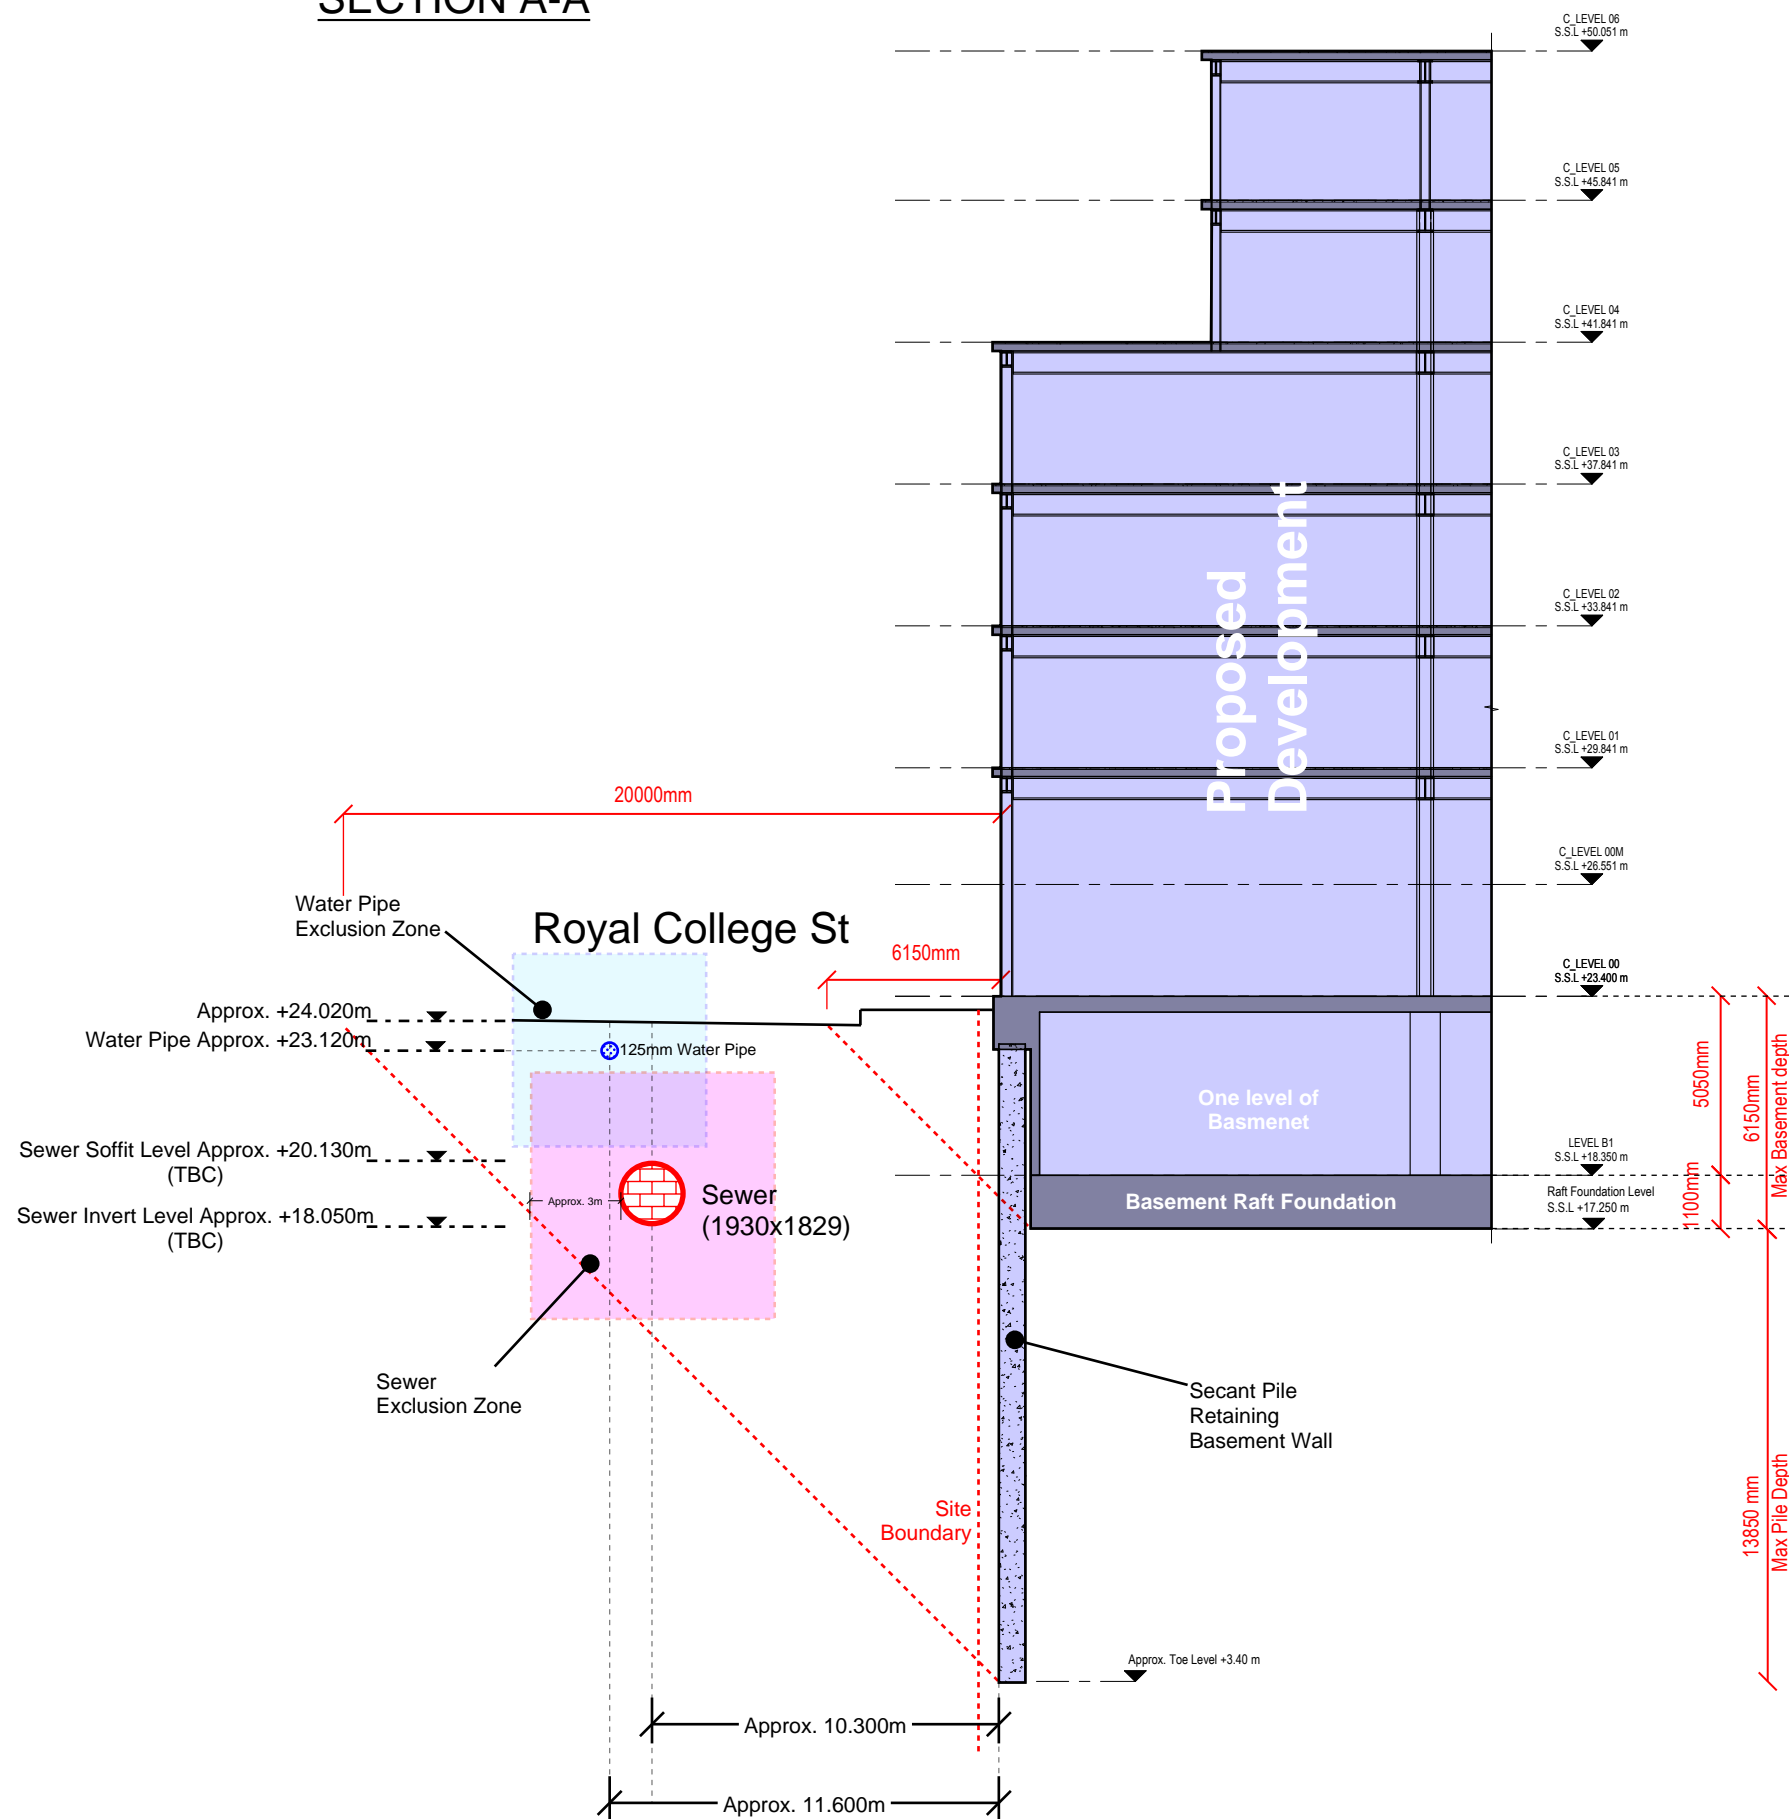 SECTION A-A
C_LEVEL 06
S.S.L +50.051 m
C_LEVEL 05
S.S.L +45.841 m
C_LEVEL 04
S.S.L +41.841 m
C_LEVEL 03
S.S.L +37.841 m
Proposed
Development
C_LEVEL 02
S.S.L +33.841 m
C_LEVEL 01
S.S.L +29.841 m
20000mm
C_LEVEL 00M
S.S.L +26.551 m
Water Pipe
Exclusion Zone
Royal College St
6150mm
C_LEVEL 00
S.S.L +23.400 m
Approx. +24.020m
Water Pipe Approx. +23.120m
125mm Water Pipe
One level of
Basmenet
5050mm
6150mm
Max Basement depth
Sewer Soffit Level Approx. +20.130m
(TBC)
LEVEL B1
S.S.L +18.350 m
Approx. 3m
Sewer
(1930x1829)
Basement Raft Foundation
Raft Foundation Level
S.S.L +17.250 m
1100mm
Sewer Invert Level Approx. +18.050m
(TBC)
Sewer
Exclusion Zone
Secant Pile
Retaining
Basement Wall
Site
Boundary
13850 mm
Max Pile Depth
Approx. Toe Level +3.40 m
Approx. 10.300m
Approx. 11.600m